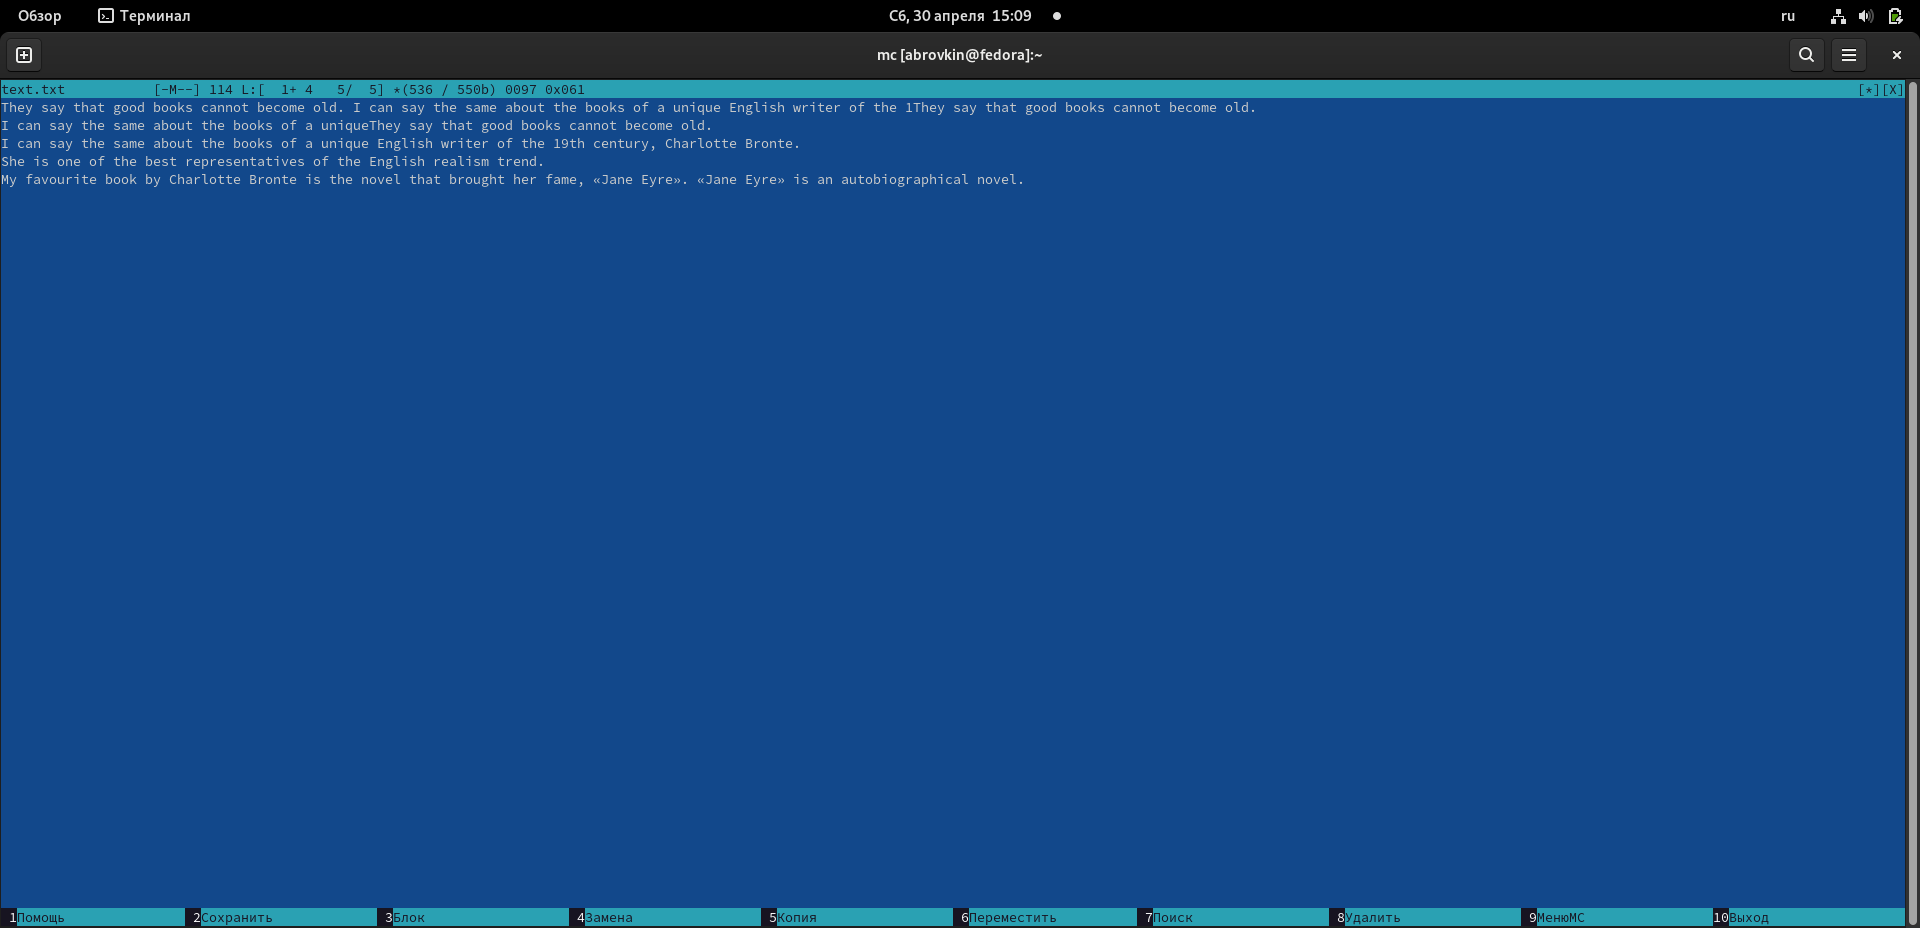 Обзор Терминал Сб, 30 апреля 15:09 ru
mc [abrovkin@fedora]:~
text.txt [-M--] 114 L:[ 1+ 4 5/ 5] *(536 / 550b) 0097 0x061 [*][X]
They say that good books cannot become old. I can say the same about the books of a unique English writer of the 1They say that good books cannot become old.
I can say the same about the books of a uniqueThey say that good books cannot become old.
I can say the same about the books of a unique English writer of the 19th century, Charlotte Bronte.
She is one of the best representatives of the English realism trend.
My favourite book by Charlotte Bronte is the novel that brought her fame, «Jane Eyre». «Jane Eyre» is an autobiographical novel.
1Помощь 2Сохранить 3Блок 4Замена 5Копия 6Переместить 7Поиск 8Удалить 9МенюMC 10Выход